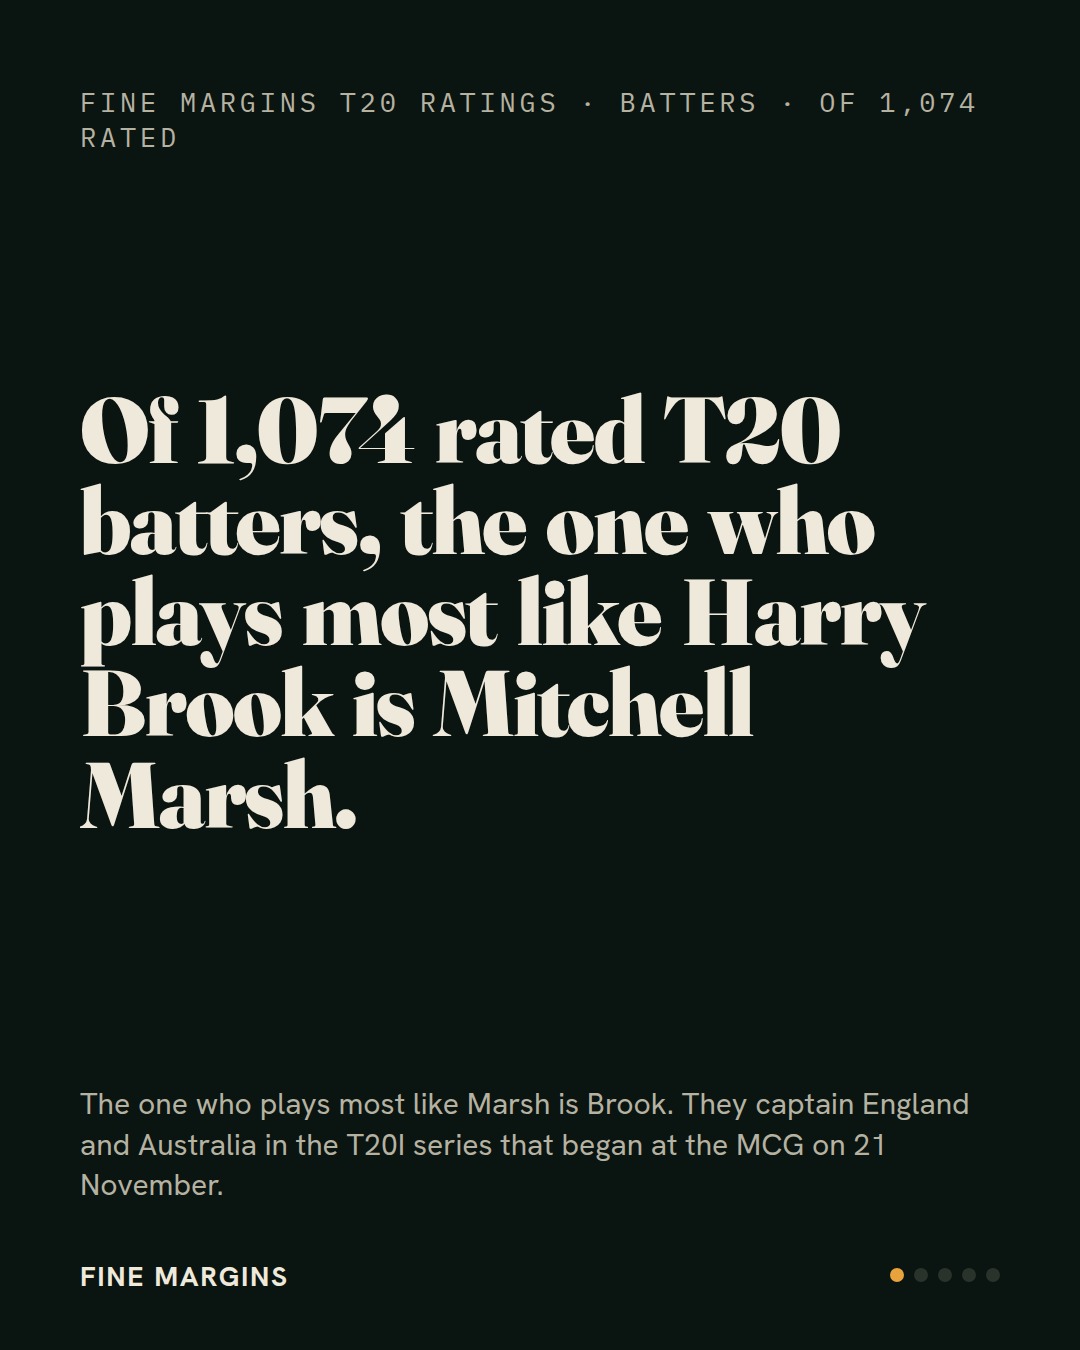 FINE MARGINS T20 RATINGS · BATTERS · OF 1,074
RATED
Of 1,074 rated T20
batters, the one who
plays most like Harry
Brook is Mitchell
Marsh.
The one who plays most like Marsh is Brook. They captain England
and Australia in the T20I series that began at the MCG on 21
November.
FINE MARGINS